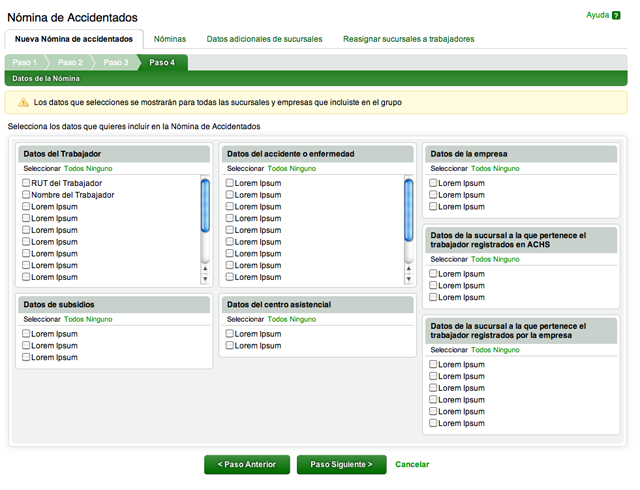 Nómina de Accidentados
Ayuda ?
Nueva Nómina de accidentados
Nóminas
Datos adicionales de sucursales
Reasignar sucursales a trabajadores
Paso 1
Paso 2
Paso 3
Paso 4
Datos de la Nómina
Los datos que selecciones se mostrarán para todas las sucursales y empresas que incluiste en el grupo
Selecciona los datos que quieres incluir en la Nómina de Accidentados
Datos del Trabajador
Seleccionar Todos Ninguno
RUT del Trabajador
Nombre del Trabajador
Lorem Ipsum
Lorem Ipsum
Lorem Ipsum
Lorem Ipsum
Lorem Ipsum
Lorem Ipsum
Lorem Ipsum
Datos del accidente o enfermedad
Seleccionar Todos Ninguno
Lorem Ipsum
Lorem Ipsum
Lorem Ipsum
Lorem Ipsum
Lorem Ipsum
Lorem Ipsum
Lorem Ipsum
Lorem Ipsum
Lorem Ipsum
Datos de la empresa
Seleccionar Todos Ninguno
Lorem Ipsum
Lorem Ipsum
Lorem Ipsum
Datos de la sucursal a la que pertenece el
trabajador registrados en ACHS
Seleccionar Todos Ninguno
Lorem Ipsum
Lorem Ipsum
Lorem Ipsum
Datos de subsidios
Seleccionar Todos Ninguno
Lorem Ipsum
Lorem Ipsum
Lorem Ipsum
Datos del centro asistencial
Seleccionar Todos Ninguno
Lorem Ipsum
Lorem Ipsum
Datos de la sucursal a la que pertenece el
trabajador registrados por la empresa
Seleccionar Todos Ninguno
Lorem Ipsum
Lorem Ipsum
Lorem Ipsum
Lorem Ipsum
Lorem Ipsum
Lorem Ipsum
< Paso Anterior
Paso Siguiente >
Cancelar